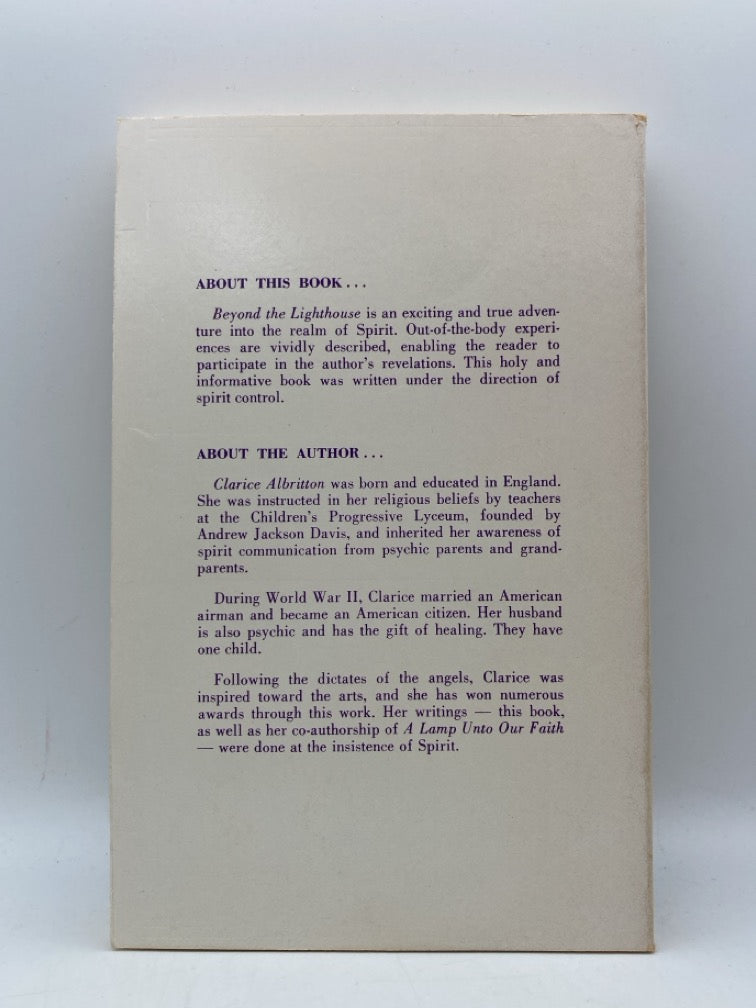 ABOUT THIS BOOK . . .
Beyond the Lighthouse is an exciting and true adven-
ture into the realm of Spirit. Out-of-the-body experi-
ences are vividly described, enabling the reader to
participate in the author's revelations. This holy and
informative book was written under the direction of
spirit control.
ABOUT THE AUTHOR . . .
Clarice Albritton was born and educated in England.
She was instructed in her religious beliefs by teachers
at the Children's Progressive Lyceum, founded by
Andrew Jackson Davis, and inherited her awareness of
spirit communication from psychic parents and grand-
parents.
During World War II, Clarice married an American
airman and became an American citizen. Her husband
is also psychic and has the gift of healing. They have
one child.
Following the dictates of the angels, Clarice was
inspired toward the arts, and she has won numerous
awards through this work. Her writings — this book,
as well as her co-authorship of A Lamp Unto Our Faith
— were done at the insistence of Spirit.